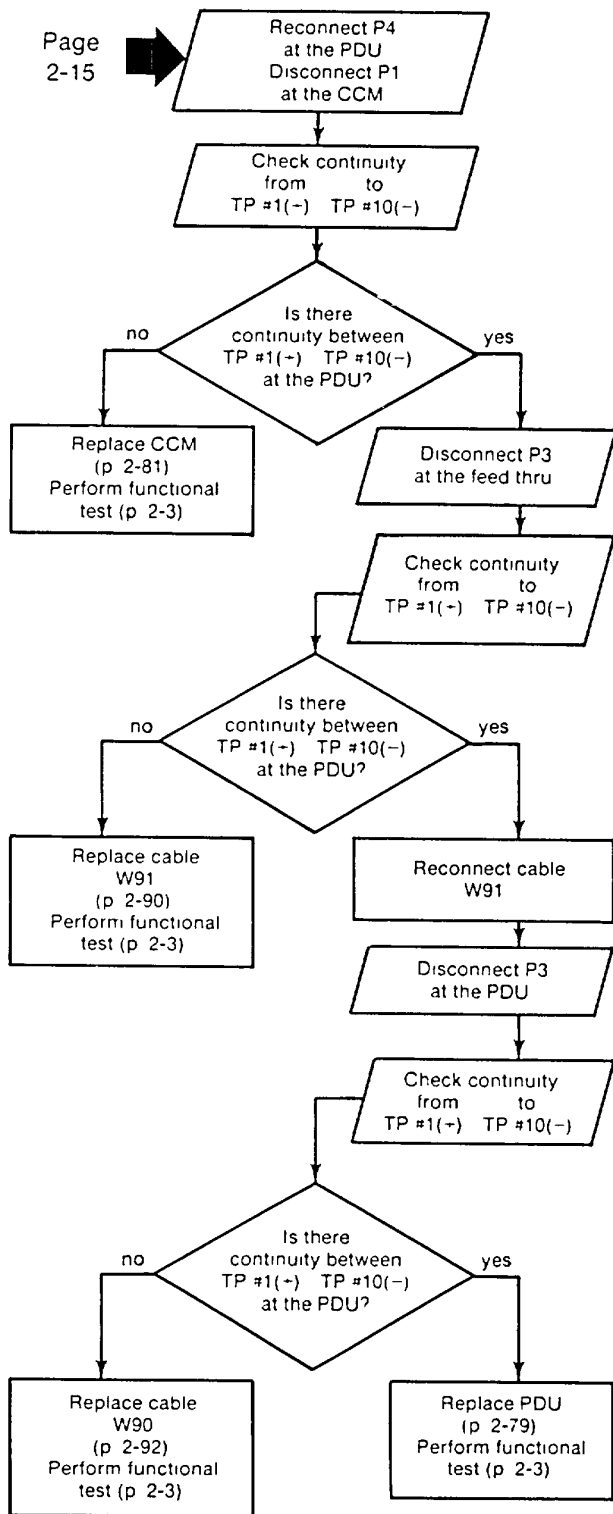 Page
2-15
Reconnect P4
at the PDU
Disconnect P1
at the CCM
Check continuity
from to
TP #1(+) TP #10(−)
Is there
continuity between
TP #1(+) TP #10(−)
at the PDU?
no
yes
Replace CCM
(p 2-81)
Perform functional
test (p 2-3)
Disconnect P3
at the feed thru
Check continuity
from to
TP #1(+) TP #10(−)
Is there
continuity between
TP #1(+) TP #10(−)
at the PDU?
no
yes
Replace cable
W91
(p 2-90)
Perform functional
test (p 2-3)
Reconnect cable
W91
Disconnect P3
at the PDU
Check continuity
from to
TP #1(+) TP #10(−)
Is there
continuity between
TP #1(+) TP #10(−)
at the PDU?
no
yes
Replace cable
W90
(p 2-92)
Perform functional
test (p 2-3)
Replace PDU
(p 2-79)
Perform functional
test (p 2-3)